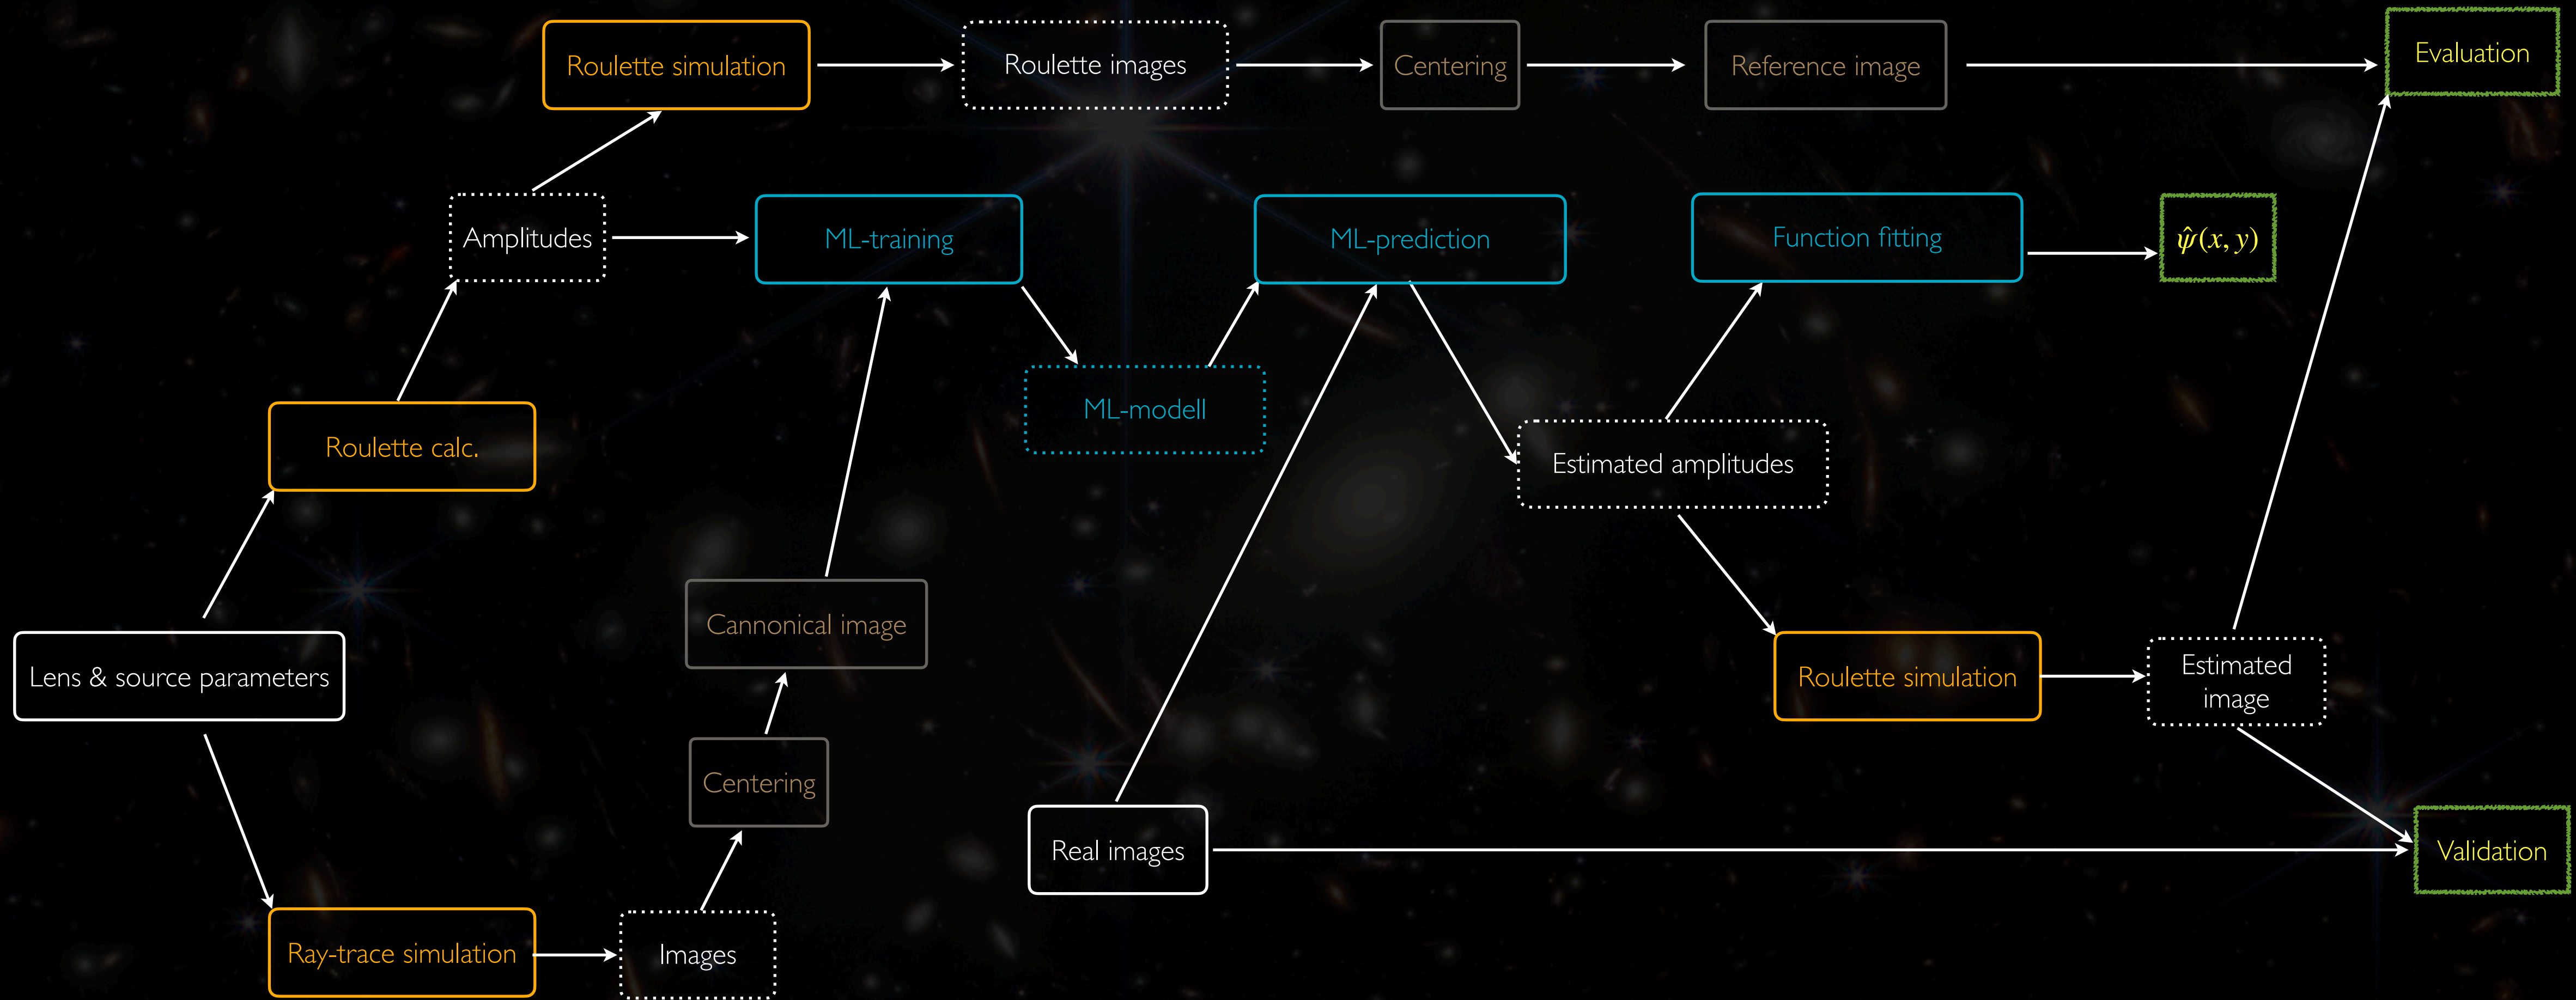 Roulette simulation
Roulette images
Centering
Reference image
Evaluation
Amplitudes
ML-training
ML-prediction
Function fitting
ψ̂(x, y)
ML-modell
Roulette calc.
Estimated amplitudes
Cannonical image
Lens & source parameters
Roulette simulation
Estimated
image
Centering
Real images
Validation
Ray-trace simulation
Images